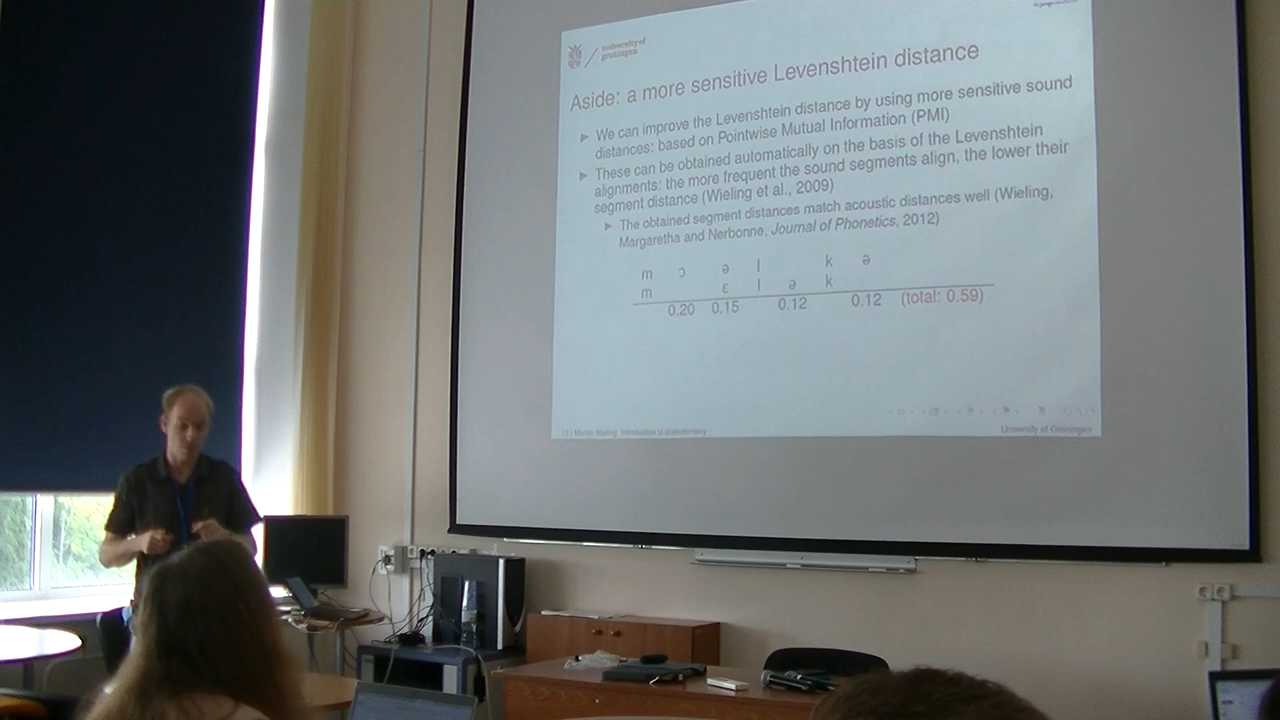 university of
groningen
Aside: a more sensitive Levenshtein distance
We can improve the Levenshtein distance by using more sensitive sound
distances: based on Pointwise Mutual Information (PMI)
These can be obtained automatically on the basis of the Levenshtein
alignments: the more frequent the sound segments align, the lower their
segment distance (Wieling et al., 2009)
The obtained segment distances match acoustic distances well (Wieling,
Margaretha and Nerbonne, Journal of Phonetics, 2012)
m ɔ ə l k ə
m ɛ l ə k
0.20 0.15 0.12 0.12 (total: 0.59)
Martijn Wieling Introduction to dialectometry
University of Groningen